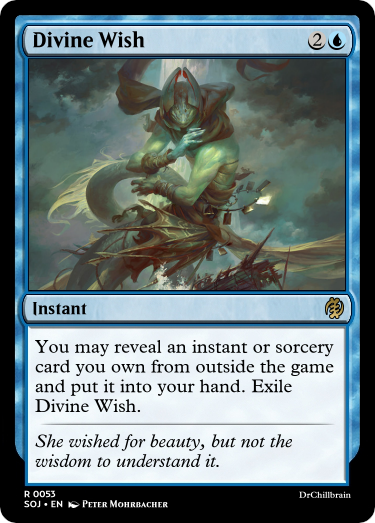 Divine Wish
2
Instant
You may reveal an instant or sorcery
card you own from outside the game
and put it into your hand. Exile
Divine Wish.
She wished for beauty, but not the
wisdom to understand it.
R 0053
SOJ • EN Peter Mohrbacher
DrChillbrain